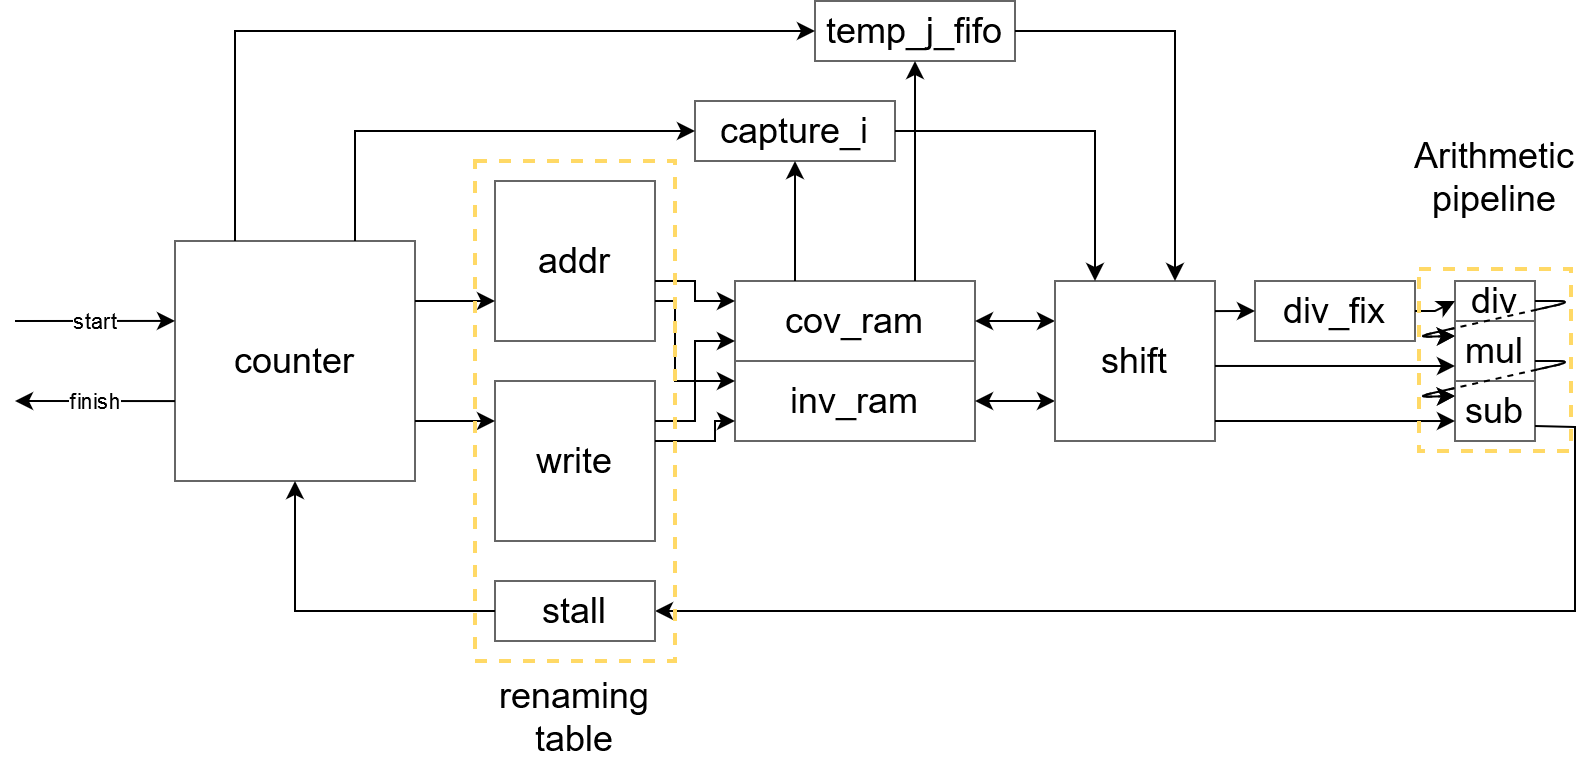 temp_j_fifo
capture_i
Arithmetic
pipeline
addr
start
counter
finish
cov_ram
inv_ram
shift
div_fix
div
mul
sub
write
stall
renaming
table